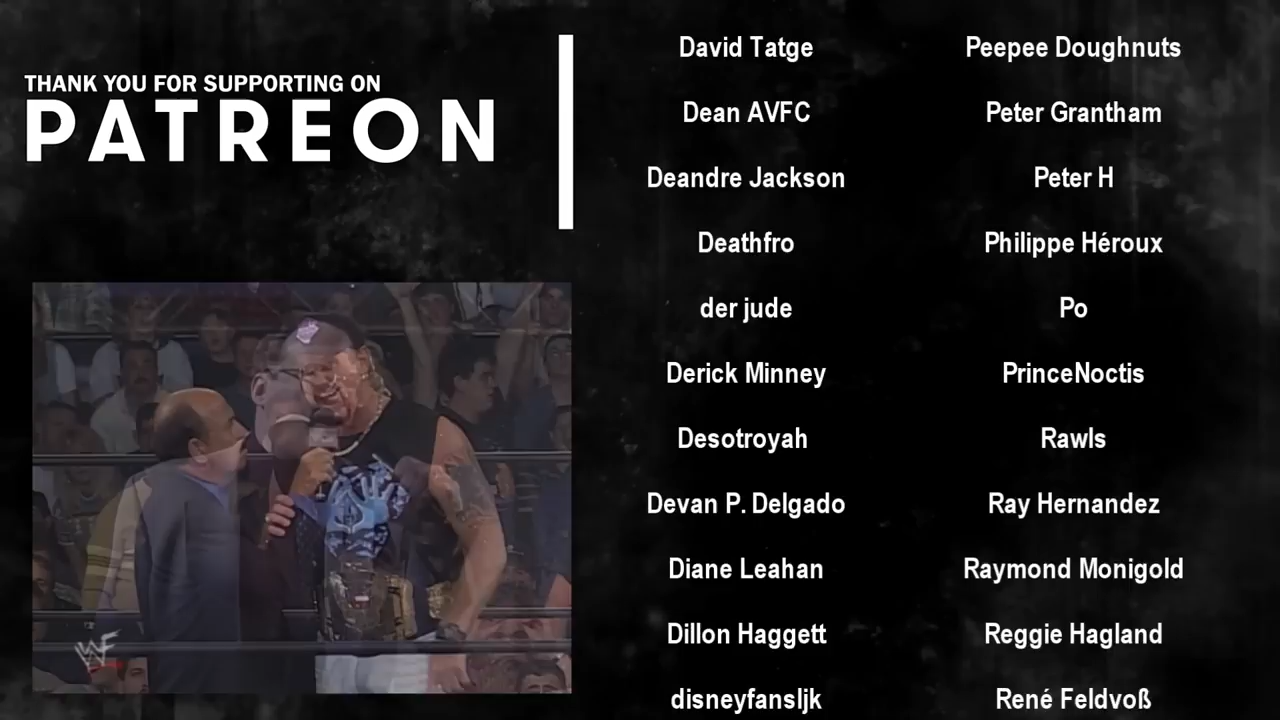 THANK YOU FOR SUPPORTING ON
PATREON
David Tatge
Dean AVFC
Deandre Jackson
Deathfro
der jude
Derick Minney
Desotroyah
Devan P. Delgado
Diane Leahan
Dillon Haggett
disneyfansljk
Peepee Doughnuts
Peter Grantham
Peter H
Philippe Héroux
Po
PrinceNoctis
Rawls
Ray Hernandez
Raymond Monigold
Reggie Hagland
René Feldvoß
WF